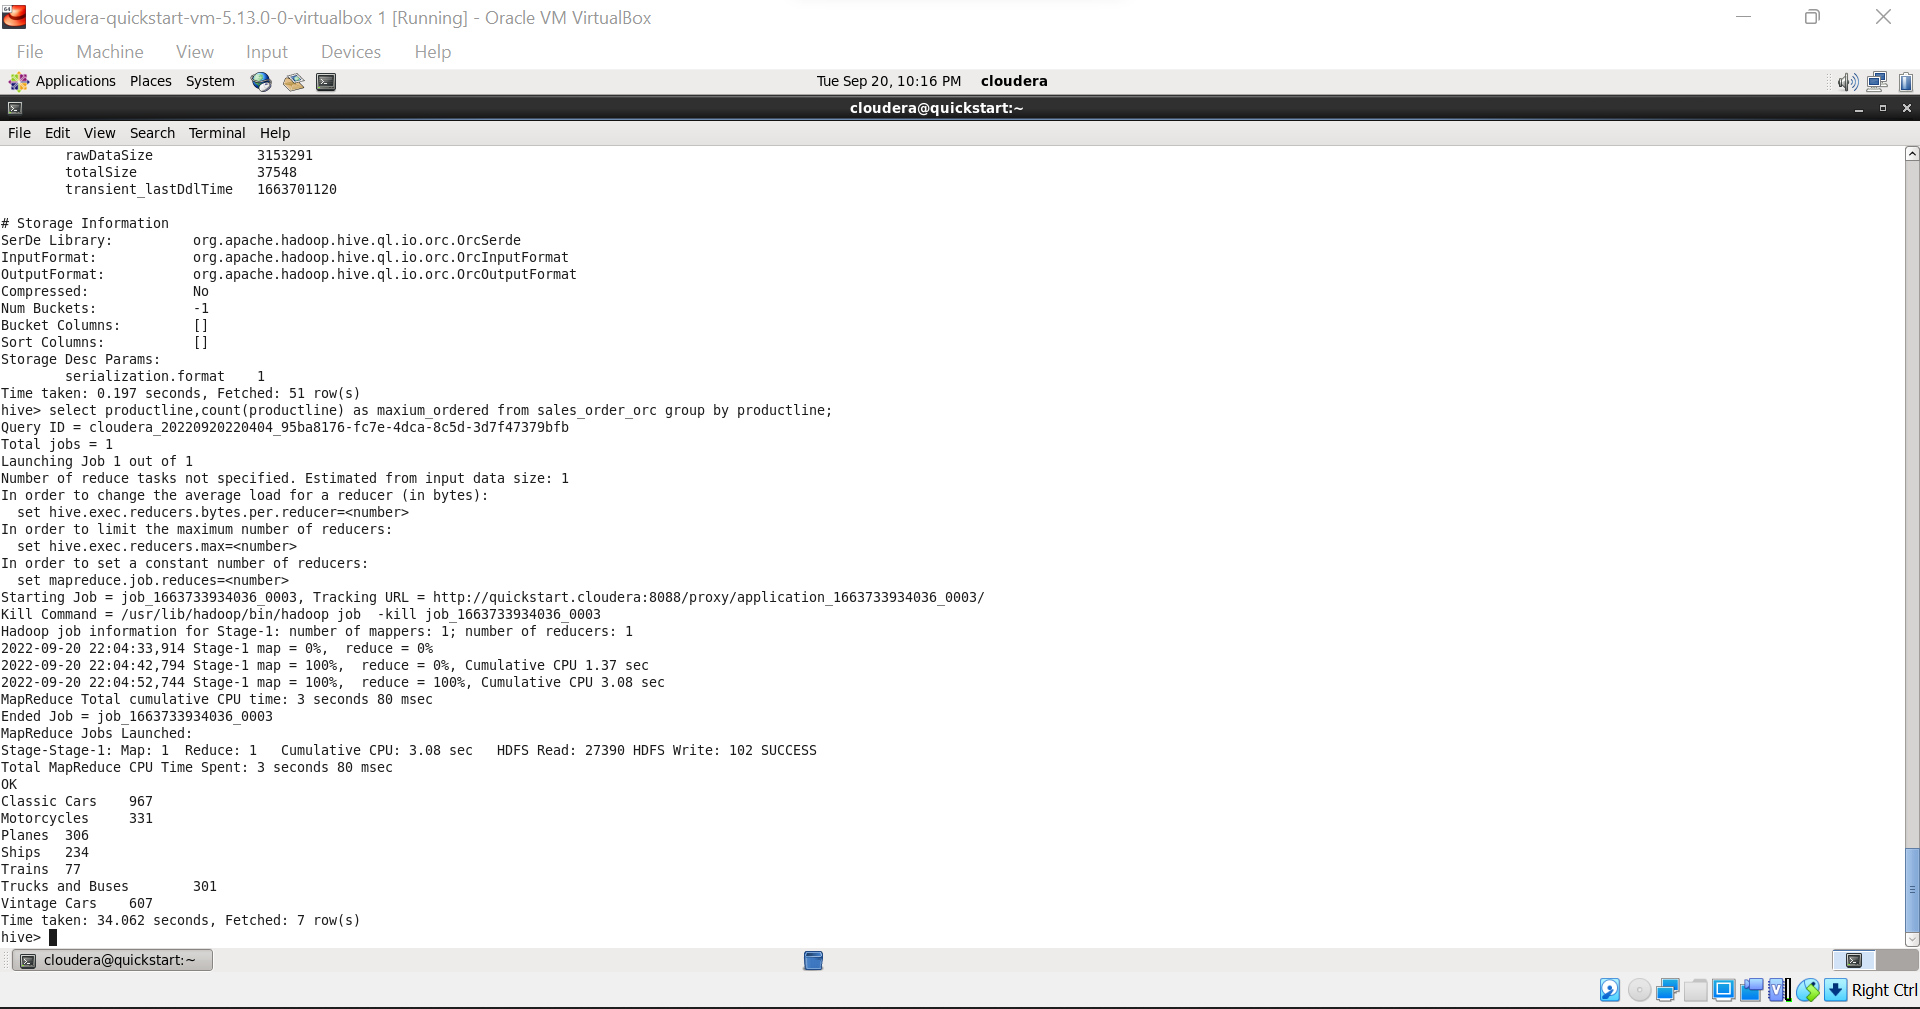 cloudera-quickstart-vm-5.13.0-0-virtualbox 1 [Running] - Oracle VM VirtualBox
File Machine View Input Devices Help
Applications Places System Tue Sep 20, 10:16 PM cloudera
cloudera@quickstart:~
File Edit View Search Terminal Help
rawDataSize 3153291
totalSize 37548
transient_lastDdlTime 1663701120
# Storage Information
SerDe Library: org.apache.hadoop.hive.ql.io.orc.OrcSerde
InputFormat: org.apache.hadoop.hive.ql.io.orc.OrcInputFormat
OutputFormat: org.apache.hadoop.hive.ql.io.orc.OrcOutputFormat
Compressed: No
Num Buckets: -1
Bucket Columns: []
Sort Columns: []
Storage Desc Params:
serialization.format 1
Time taken: 0.197 seconds, Fetched: 51 row(s)
hive> select productline,count(productline) as maxium_ordered from sales_order_orc group by productline;
Query ID = cloudera_20220920220404_95ba8176-fc7e-4dca-8c5d-3d7f47379bfb
Total jobs = 1
Launching Job 1 out of 1
Number of reduce tasks not specified. Estimated from input data size: 1
In order to change the average load for a reducer (in bytes):
set hive.exec.reducers.bytes.per.reducer=<number>
In order to limit the maximum number of reducers:
set hive.exec.reducers.max=<number>
In order to set a constant number of reducers:
set mapreduce.job.reduces=<number>
Starting Job = job_1663733934036_0003, Tracking URL = http://quickstart.cloudera:8088/proxy/application_1663733934036_0003/
Kill Command = /usr/lib/hadoop/bin/hadoop job -kill job_1663733934036_0003
Hadoop job information for Stage-1: number of mappers: 1; number of reducers: 1
2022-09-20 22:04:33,914 Stage-1 map = 0%, reduce = 0%
2022-09-20 22:04:42,794 Stage-1 map = 100%, reduce = 0%, Cumulative CPU 1.37 sec
2022-09-20 22:04:52,744 Stage-1 map = 100%, reduce = 100%, Cumulative CPU 3.08 sec
MapReduce Total cumulative CPU time: 3 seconds 80 msec
Ended Job = job_1663733934036_0003
MapReduce Jobs Launched:
Stage-Stage-1: Map: 1 Reduce: 1 Cumulative CPU: 3.08 sec HDFS Read: 27390 HDFS Write: 102 SUCCESS
Total MapReduce CPU Time Spent: 3 seconds 80 msec
OK
Classic Cars 967
Motorcycles 331
Planes 306
Ships 234
Trains 77
Trucks and Buses 301
Vintage Cars 607
Time taken: 34.062 seconds, Fetched: 7 row(s)
hive>
cloudera@quickstart:~
Right Ctrl